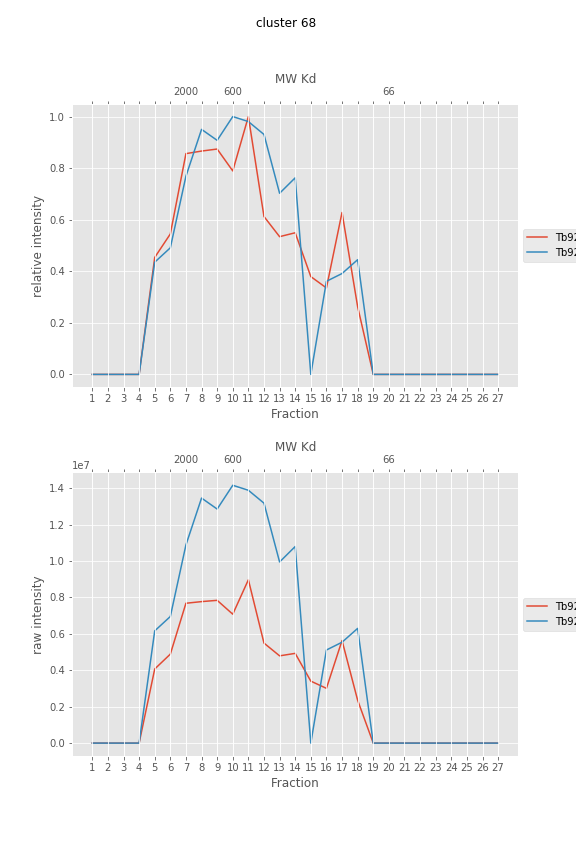 cluster 68
MW Kd
2000 600 66
1.0
0.8
0.6
0.4
0.2
0.0
relative intensity
Tb92
Tb92
1 2 3 4 5 6 7 8 9 10 11 12 13 14 15 16 17 18 19 20 21 22 23 24 25 26 27
Fraction
MW Kd
1e7 2000 600 66
1.4
1.2
1.0
0.8
0.6
0.4
0.2
0.0
raw intensity
Tb92
Tb92
1 2 3 4 5 6 7 8 9 10 11 12 13 14 15 16 17 18 19 20 21 22 23 24 25 26 27
Fraction